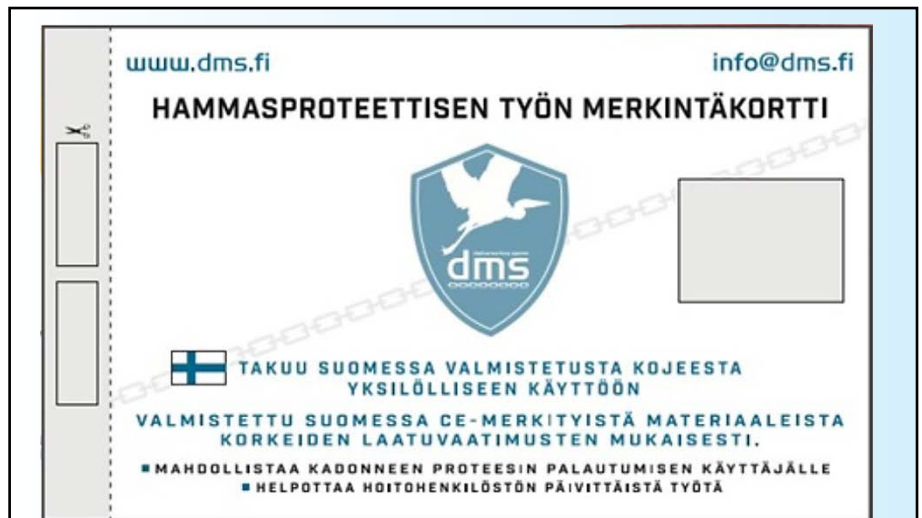 www.dms.fi
info@dms.fi
HAMMASPROTEETTISEN TYÖN MERKINTÄKORTTI
dms
TAKUU SUOMESSA VALMISTETUSTA KOJEESTA
YKSILÖLLISEEN KÄYTTÖÖN
VALMISTETTU SUOMESSA CE-MERKITYISTÄ MATERIAALEISTA
KORKEIDEN LAATUVAATIMUSTEN MUKAISESTI.
▪MAHDOLLISTAA KADONNEEN PROTEESIN PALAUTUMISEN KÄYTTÄJÄLLE
▪HELPOTTAA HOITOHENKILÖSTÖN PÄIVITTÄISTÄ TYÖTÄ